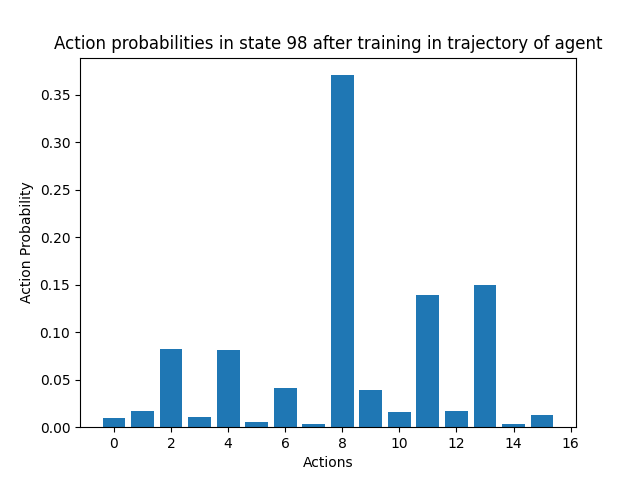 Action probabilities in state 98 after training in trajectory of agent
Action Probability
0.35
0.30
0.25
0.20
0.15
0.10
0.05
0.00
0 2 4 6 8 10 12 14 16
Actions